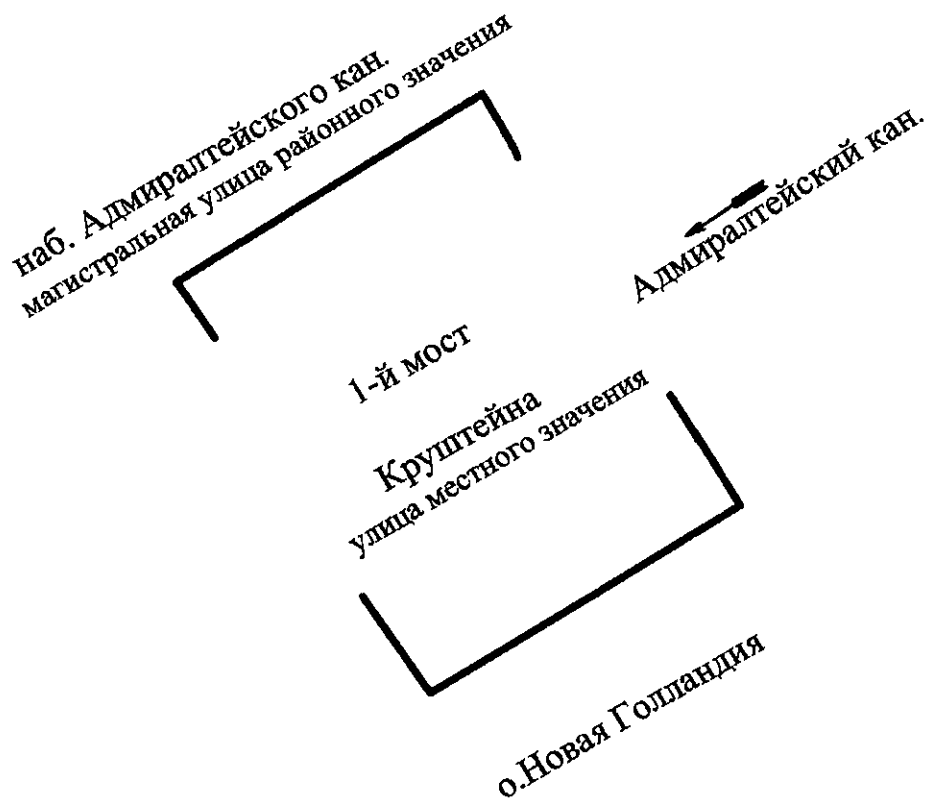 наб. Адмиралтейского кан.
магистральная улица районного значения
Адмиралтейский кан.
1-й мост
Круштейна
улица местного значения
о.Новая Голландия